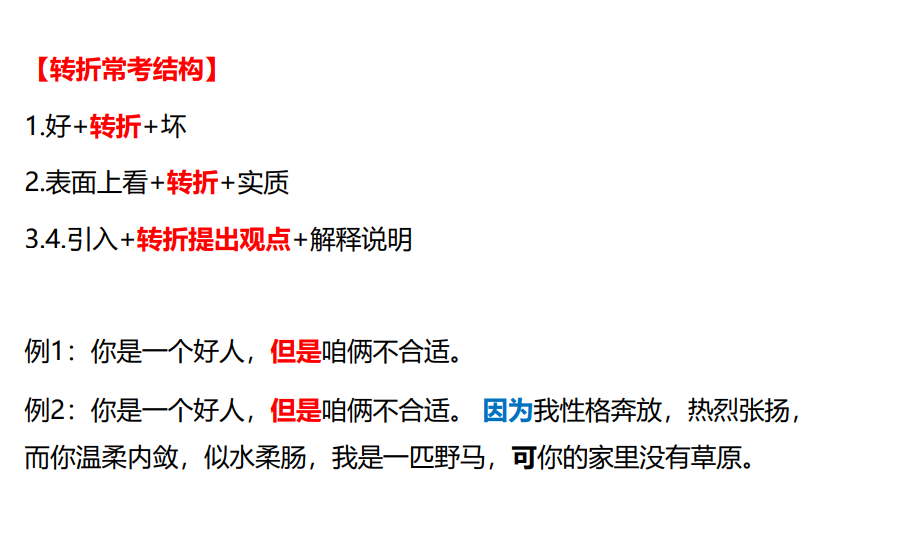 【转折常考结构】
1.好+转折+坏
2.表面上看+转折+实质
3.4.引入+转折提出观点+解释说明
例1：你是一个好人，但是咱俩不合适。
例2：你是一个好人，但是咱俩不合适。 因为我性格奔放，热烈张扬，
而你温柔内敛，似水柔肠，我是一匹野马，可你的家里没有草原。